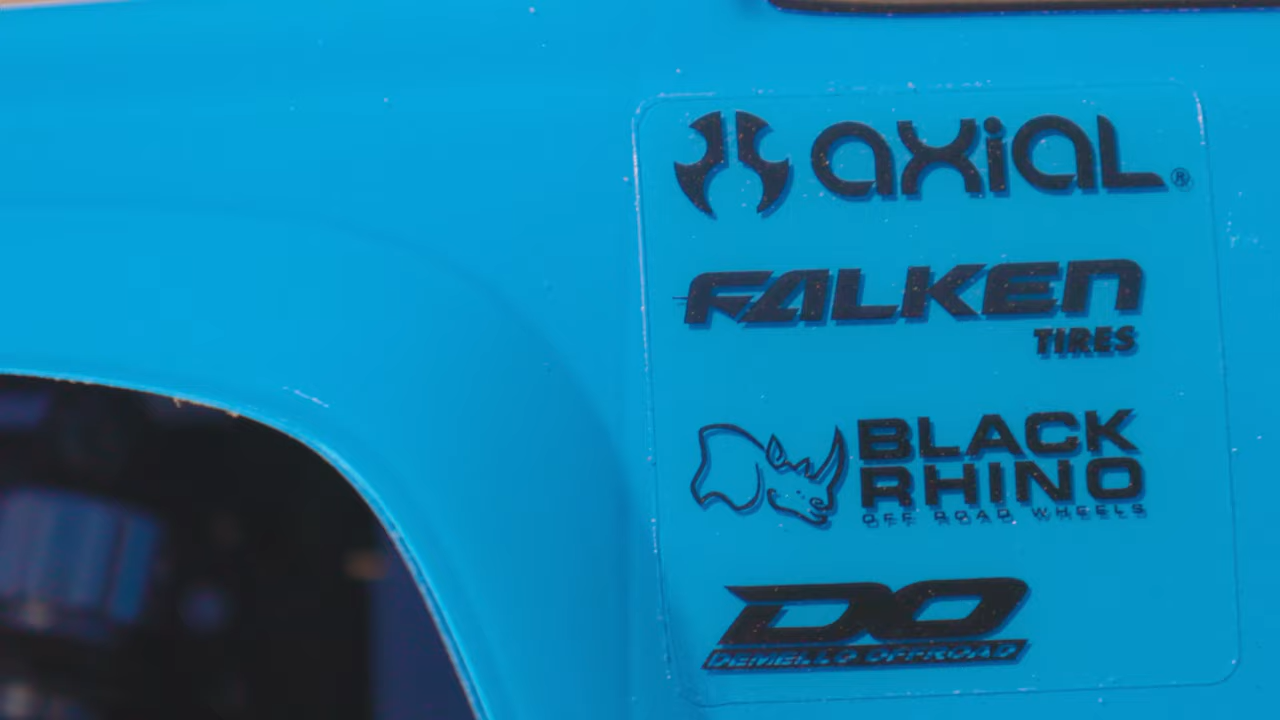 axiaL®
FALKEN
TIRES
BLACK
RHINO
OFF ROAD WHEELS
DO
DEMELLO OFFROAD